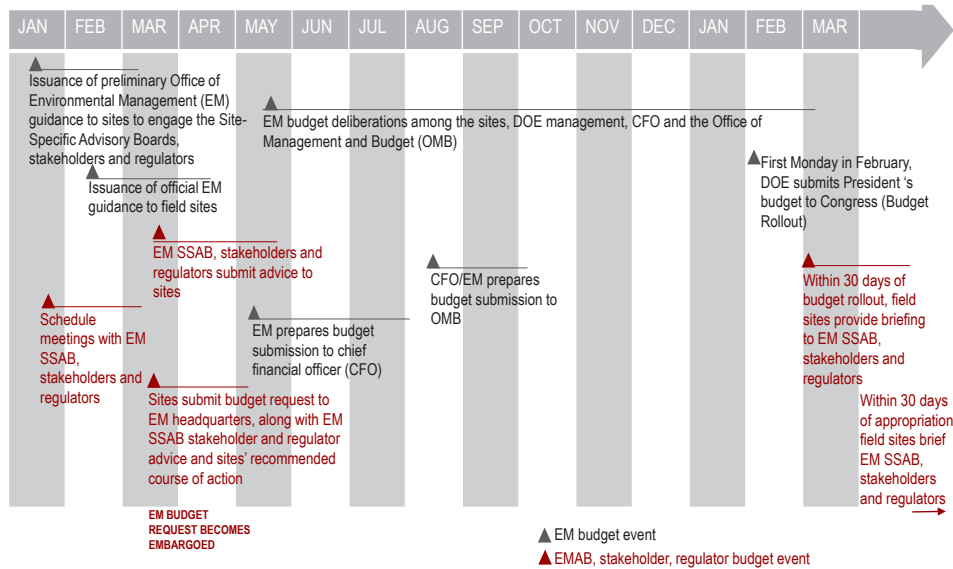 JAN FEB MAR APR MAY JUN JUL AUG SEP OCT NOV DEC JAN FEB MAR
Issuance of preliminary Office of
Environmental Management (EM)
guidance to sites to engage the Site-
Specific Advisory Boards,
stakeholders and regulators
EM budget deliberations among the sites, DOE management, CFO and the Office of
Management and Budget (OMB)
First Monday in February,
DOE submits President ‘s
budget to Congress (Budget
Rollout)
Issuance of official EM
guidance to field sites
EM SSAB, stakeholders and
regulators submit advice to
sites
CFO/EM prepares
budget submission to
OMB
Within 30 days of
budget rollout, field
sites provide briefing
to EM SSAB,
stakeholders and
regulators
Schedule
meetings with EM
SSAB,
stakeholders and
regulators
EM prepares budget
submission to chief
financial officer (CFO)
Sites submit budget request to
EM headquarters, along with EM
SSAB stakeholder and regulator
advice and sites’ recommended
course of action
Within 30 days
of appropriation
field sites brief
EM SSAB,
stakeholders
and regulators
EM BUDGET
REQUEST BECOMES
EMBARGOED
EM budget event
EMAB, stakeholder, regulator budget event